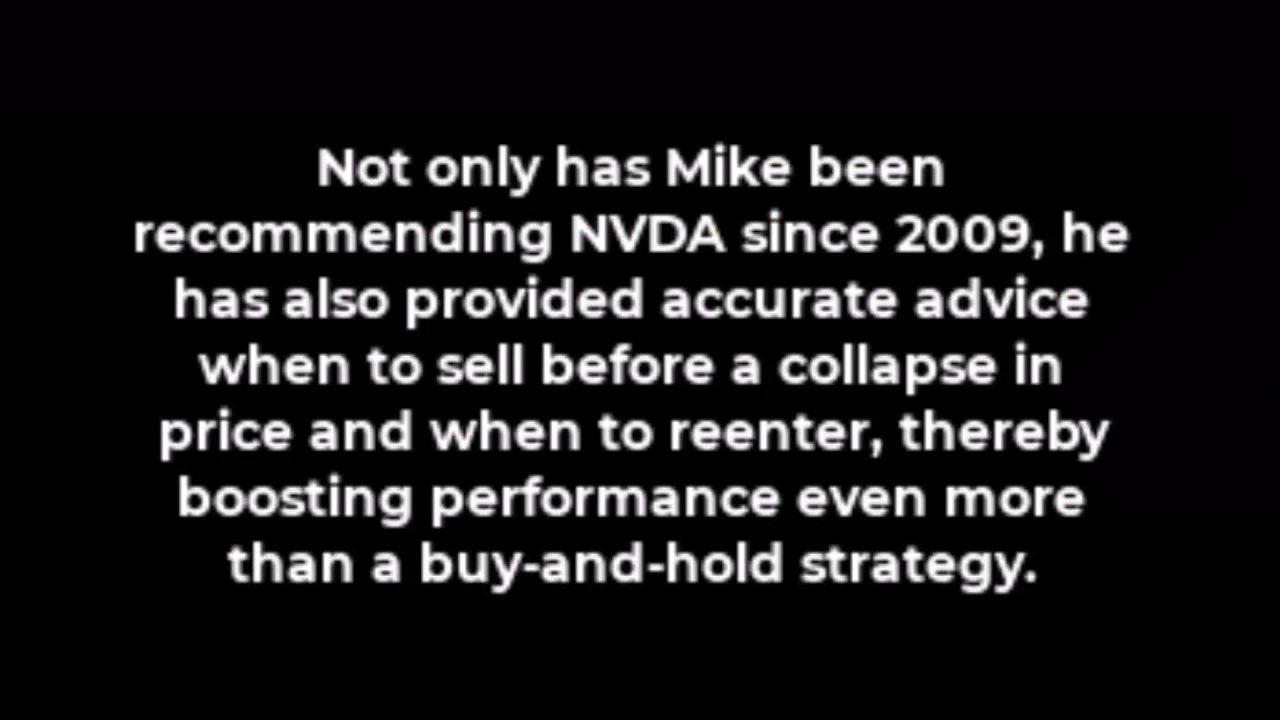 Not only has Mike been
recommending NVDA since 2009, he
has also provided accurate advice
when to sell before a collapse in
price and when to reenter, thereby
boosting performance even more
than a buy-and-hold strategy.